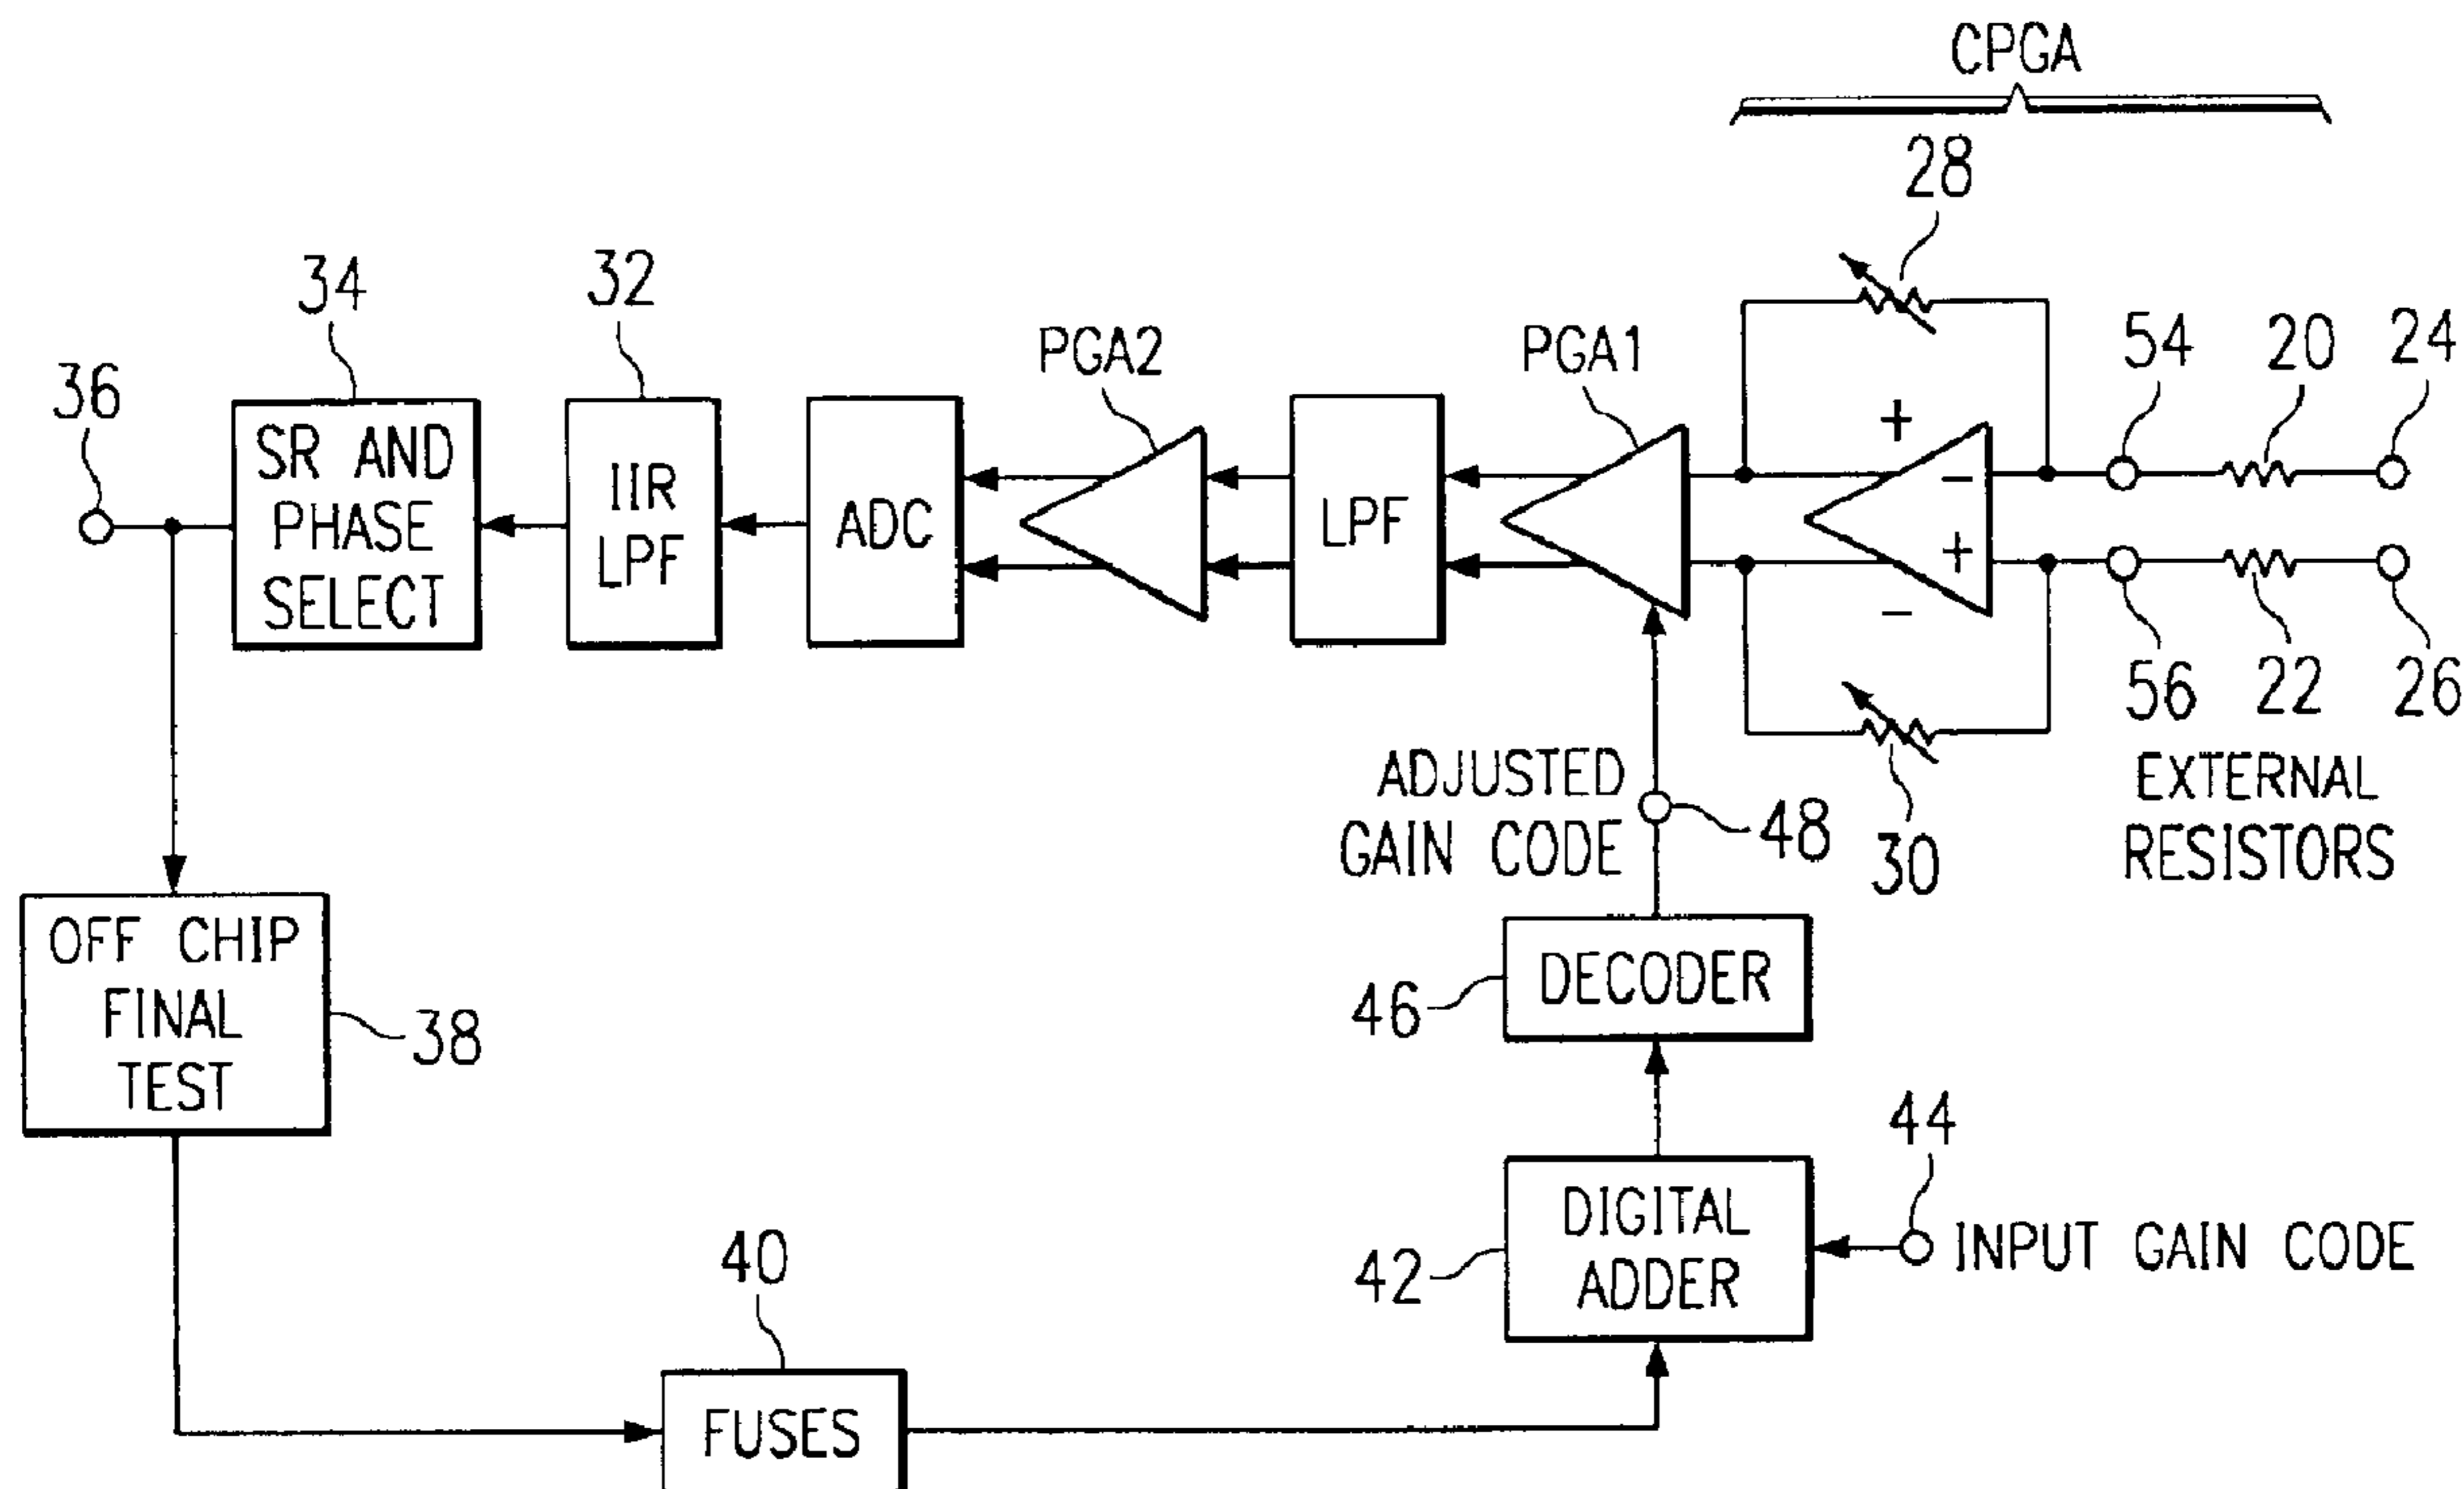 CPGA
28
34
32
PGA2
PGA1
54
20
24
36
+
SR AND
PHASE
SELECT
IIR
LPF
ADC
LPF
−
+
−
56
22
26
ADJUSTED
GAIN CODE
48
30
EXTERNAL
RESISTORS
OFF CHIP
FINAL
TEST
38
46
DECODER
44
40
42
DIGITAL
ADDER
INPUT GAIN CODE
FUSES